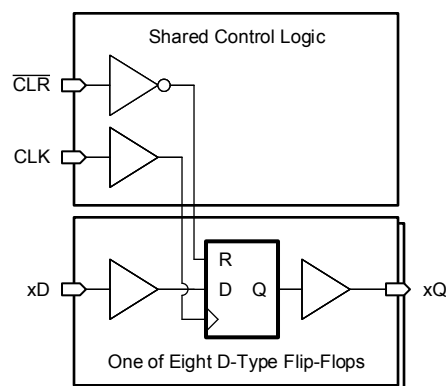 Shared Control Logic
CLR
CLK
R
xD
D Q
xQ
One of Eight D-Type Flip-Flops